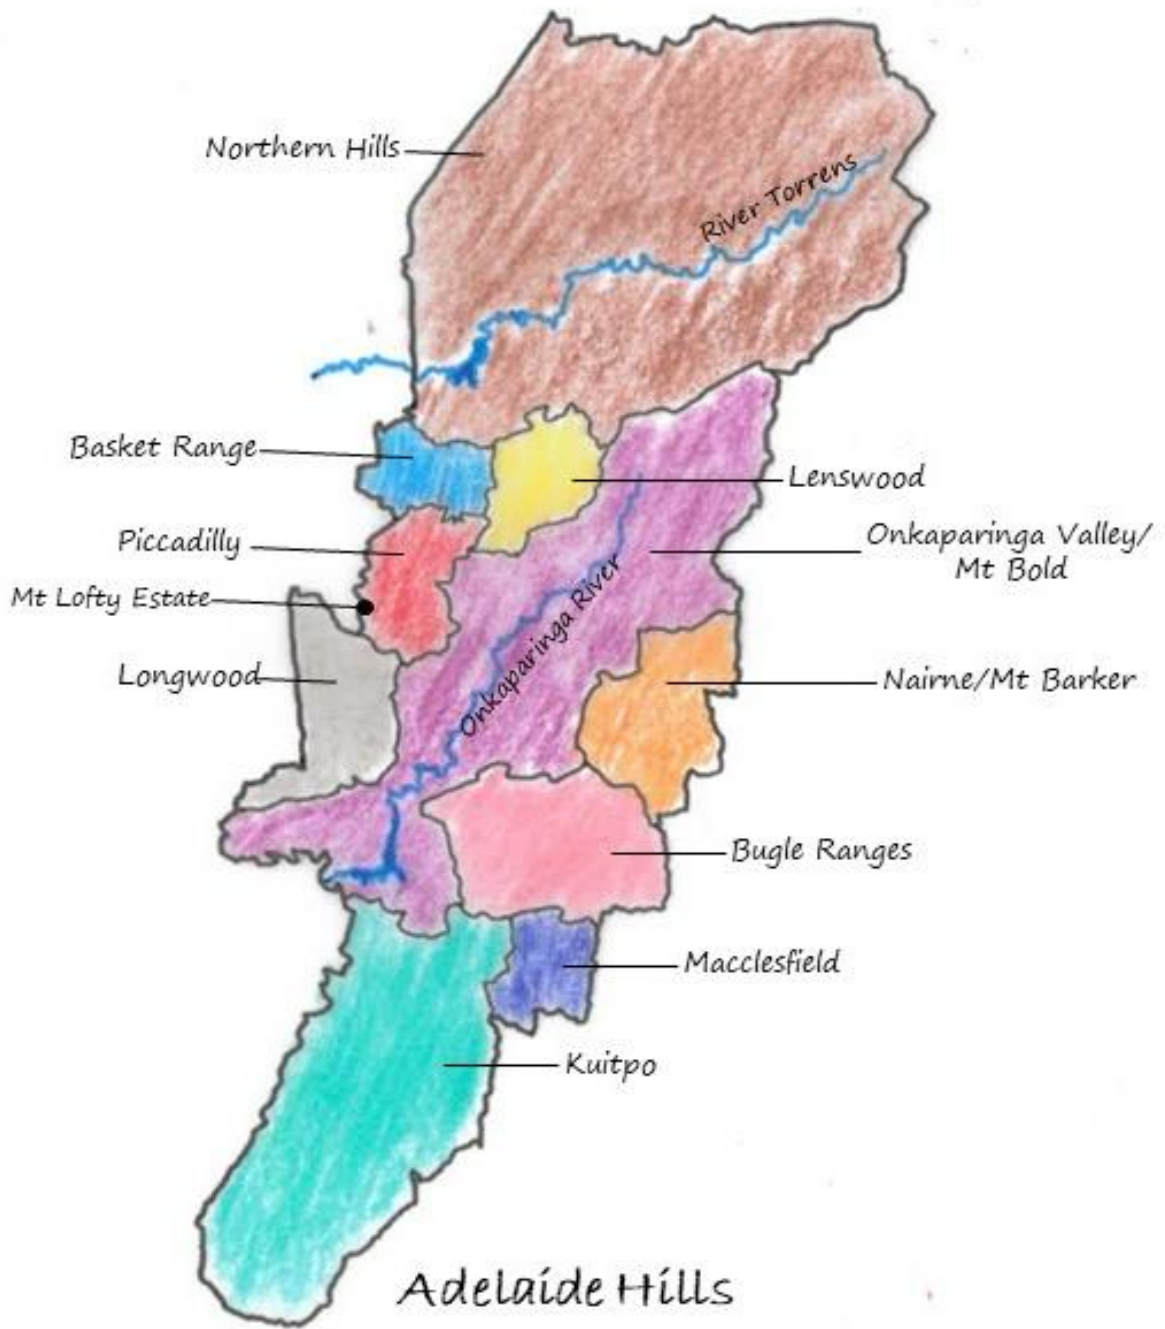 Northern Hills
River Torrens
Basket Range
Lenswood
Piccadilly
Onkaparinga Valley/
Mt Bold
Mt Lofty Estate
Onkaparinga River
Longwood
Nairne/Mt Barker
Bugle Ranges
Macclesfield
Kuitpo
Adelaide Hills